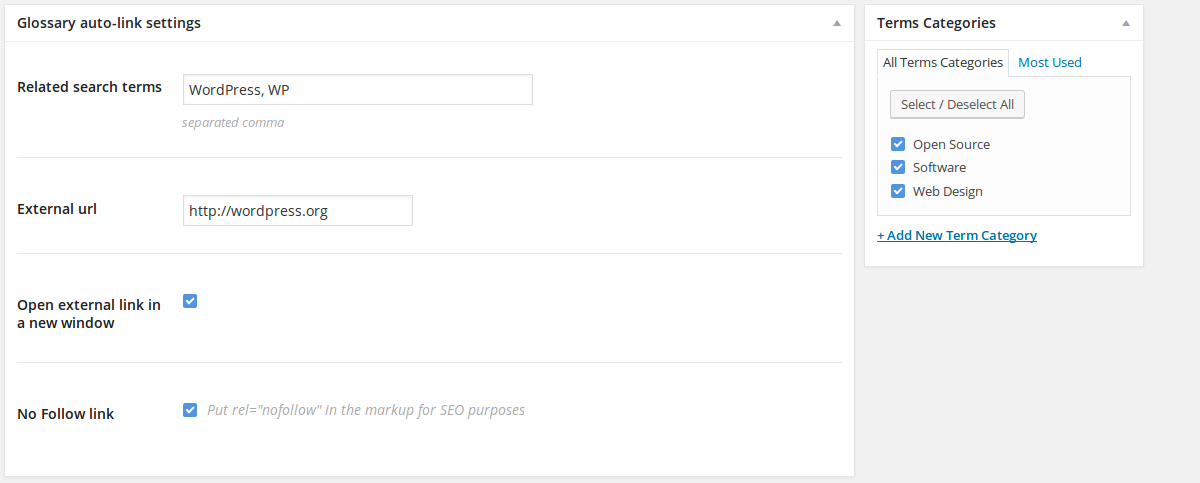 Glossary auto-link settings
Related search terms
WordPress, WP
separated comma
External url
http://wordpress.org
Open external link in
a new window
No Follow link
Put rel="nofollow" In the markup for SEO purposes
Terms Categories
All Terms Categories
Most Used
Select / Deselect All
Open Source
Software
Web Design
+ Add New Term Category